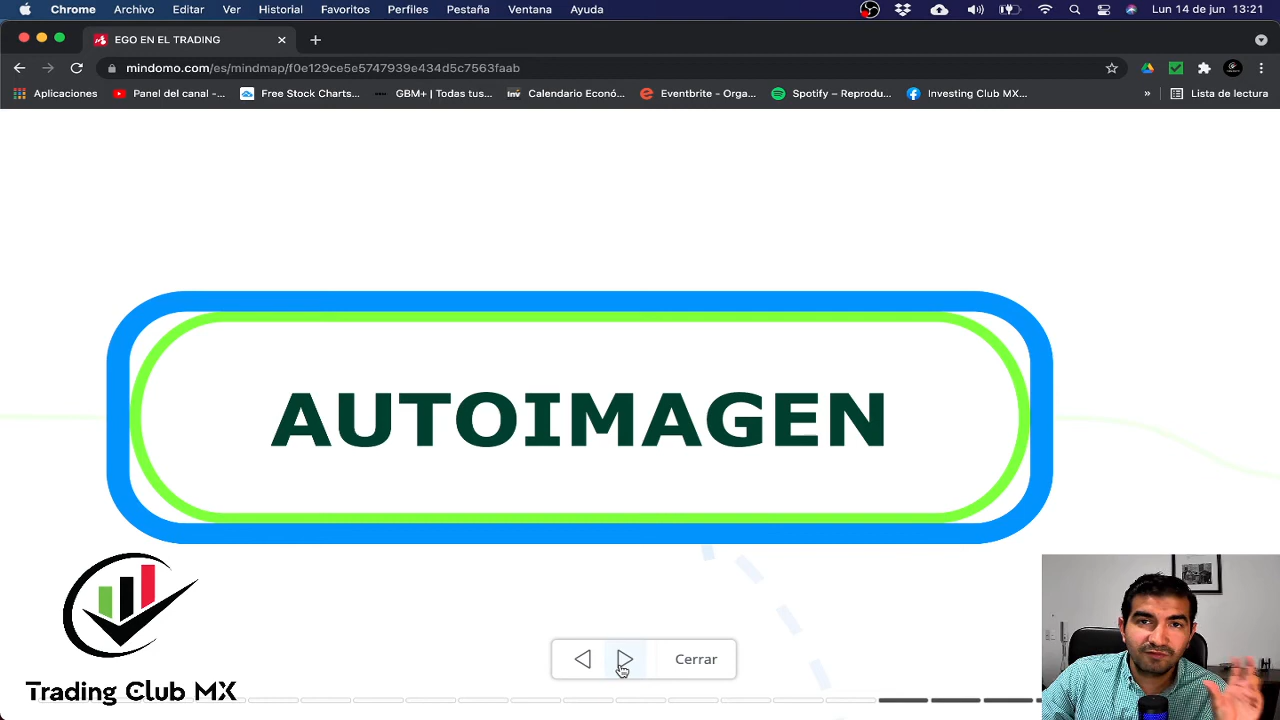 Chrome Archivo Editar Ver Historial Favoritos Perfiles Pestaña Ventana Ayuda Lun 14 de jun 13:21
EGO EN EL TRADING
mindomo.com/es/mindmap/f0e129ce5e5747939e434d5c7563faab
Aplicaciones Panel del canal -... Free Stock Charts... GBM+ | Todas tus... inv Calendario Econó... Eventbrite - Orga... Spotify – Reprodu... Investing Club MX... » Lista de lectura
AUTOIMAGEN
Cerrar
Trading Club MX